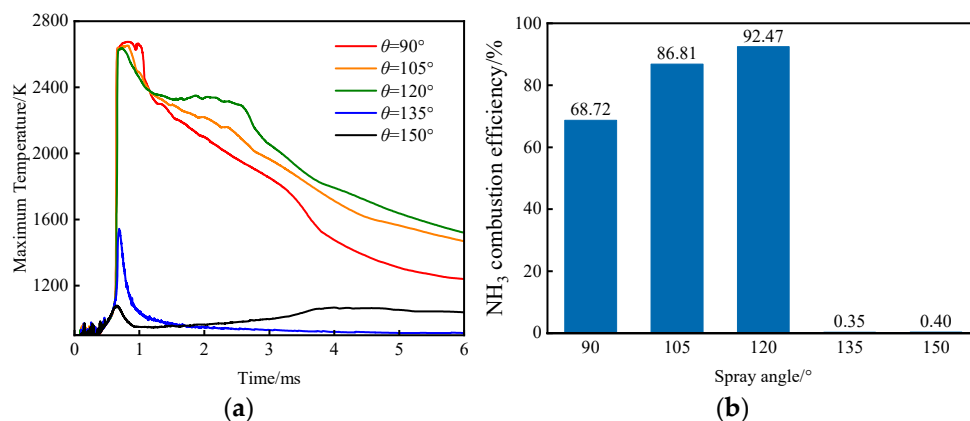 2800
2400
2000
1600
1200
Maximum Temperature/K
0
1
2
3
4
5
6
Time/ms
θ=90°
θ=105°
θ=120°
θ=135°
θ=150°
(a)
100
80
60
40
20
0
NH3 combustion efficiency/%
68.72
86.81
92.47
0.35
0.40
90
105
120
135
150
Spray angle/°
(b)